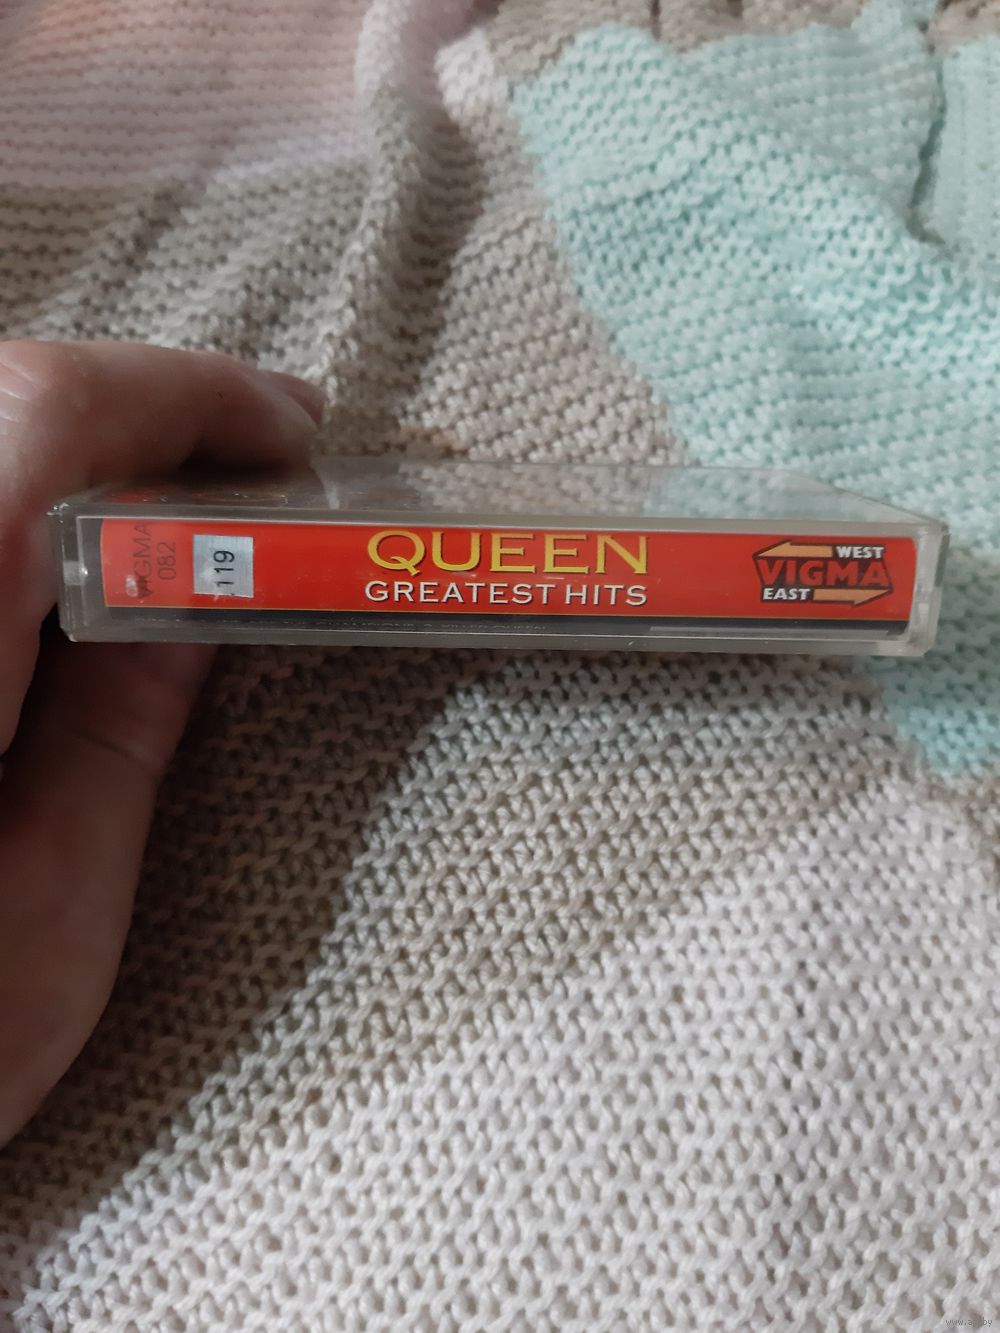 VIGMA
082
119
QUEEN
GREATEST HITS
WEST
VIGMA
EAST